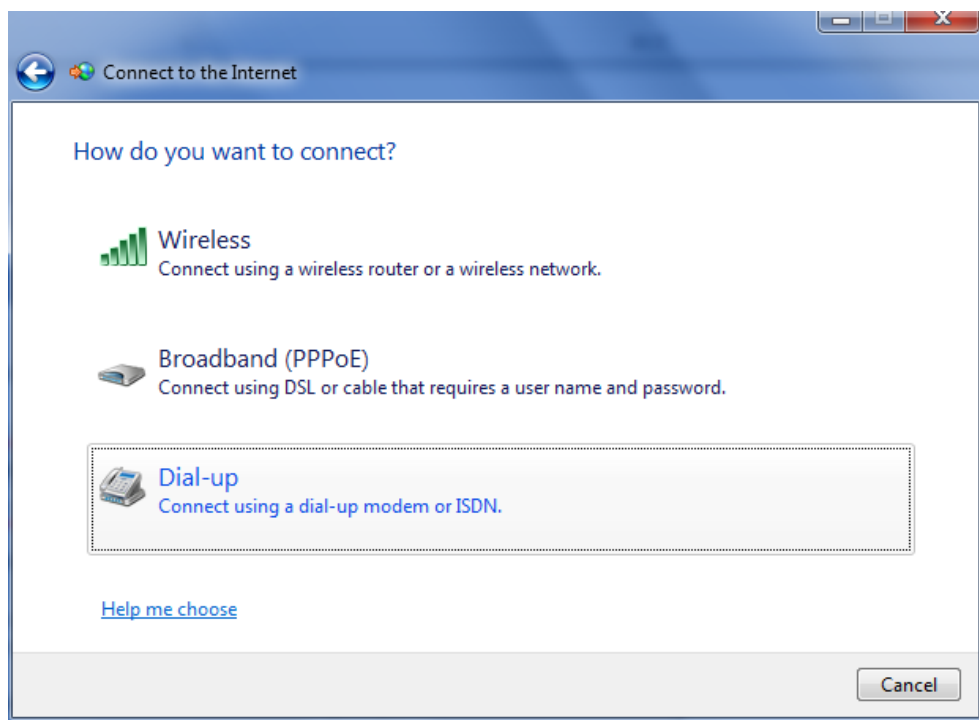 Connect to the Internet
How do you want to connect?
Wireless
Connect using a wireless router or a wireless network.
Broadband (PPPoE)
Connect using DSL or cable that requires a user name and password.
Dial-up
Connect using a dial-up modem or ISDN.
Help me choose
Cancel